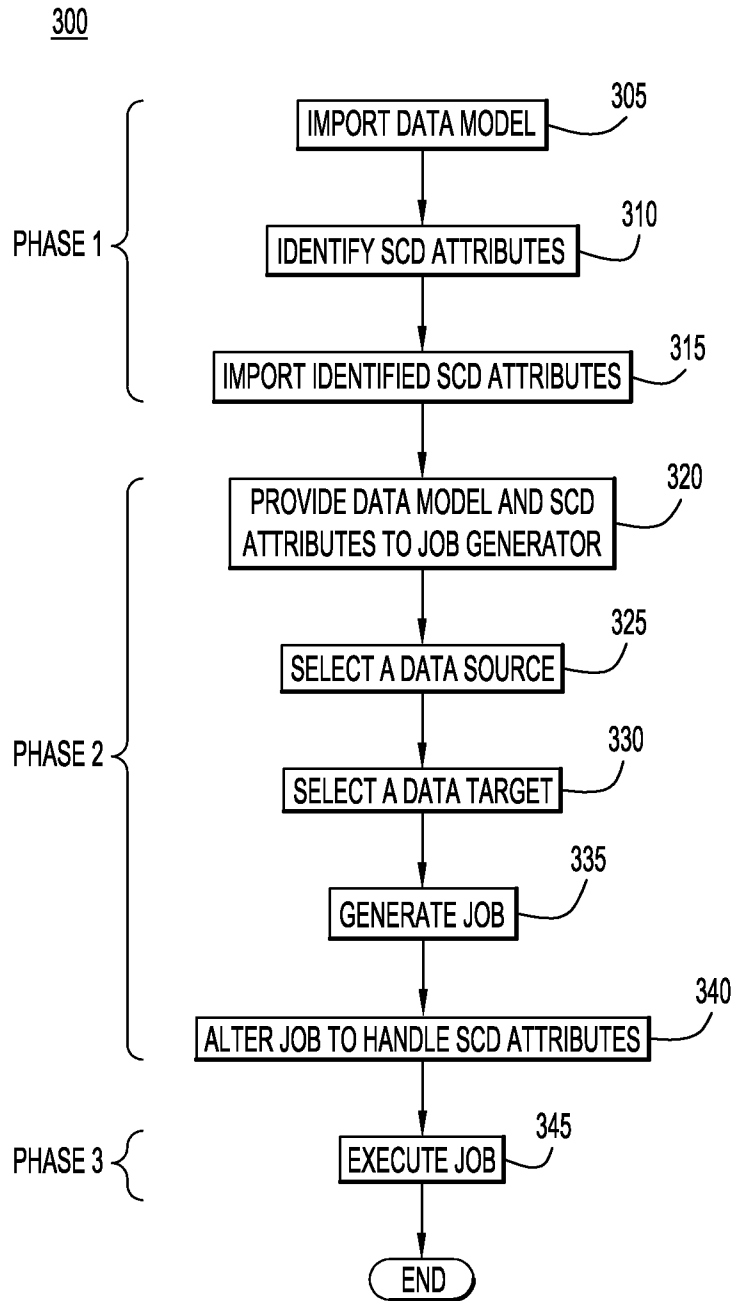 300
305
IMPORT DATA MODEL
310
PHASE 1
IDENTIFY SCD ATTRIBUTES
315
IMPORT IDENTIFIED SCD ATTRIBUTES
320
PROVIDE DATA MODEL AND SCD
ATTRIBUTES TO JOB GENERATOR
325
SELECT A DATA SOURCE
PHASE 2
330
SELECT A DATA TARGET
335
GENERATE JOB
340
ALTER JOB TO HANDLE SCD ATTRIBUTES
345
PHASE 3
EXECUTE JOB
END